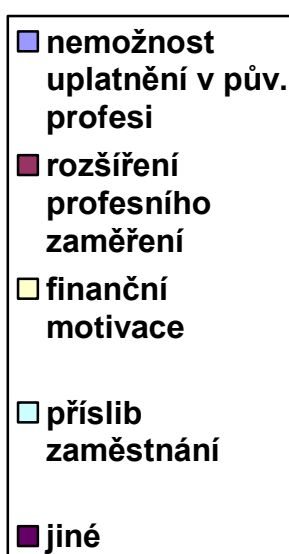 nemožnost
uplatnění v pův.
profesi
rozšíření
profesního
zaměření
finanční
motivace
příslib
zaměstnání
jiné